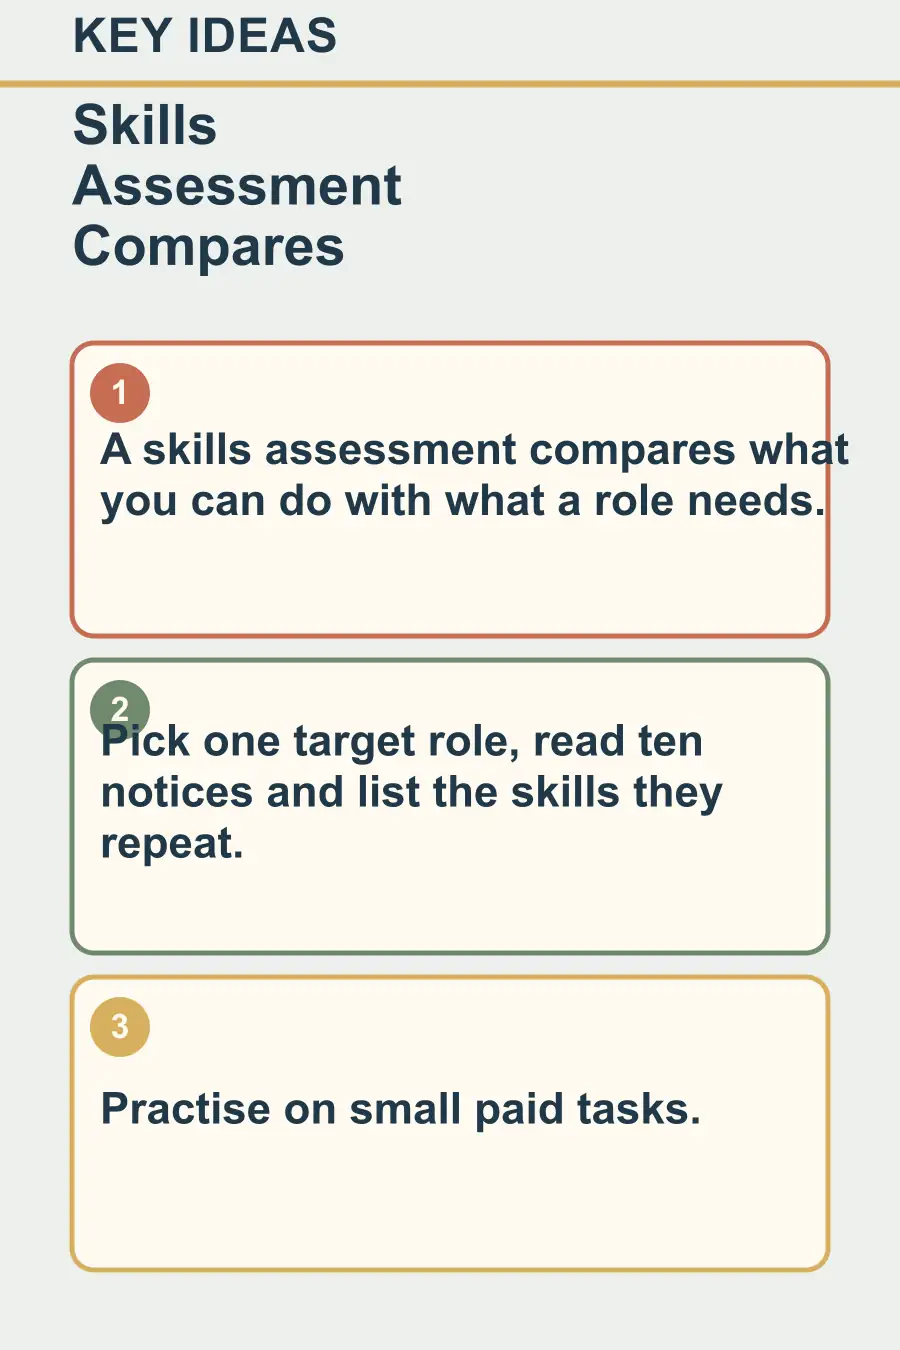 KEY IDEAS
Skills
Assessment
Compares
1
A skills assessment compares what
you can do with what a role needs.
2
Pick one target role, read ten
notices and list the skills they
repeat.
3
Practise on small paid tasks.